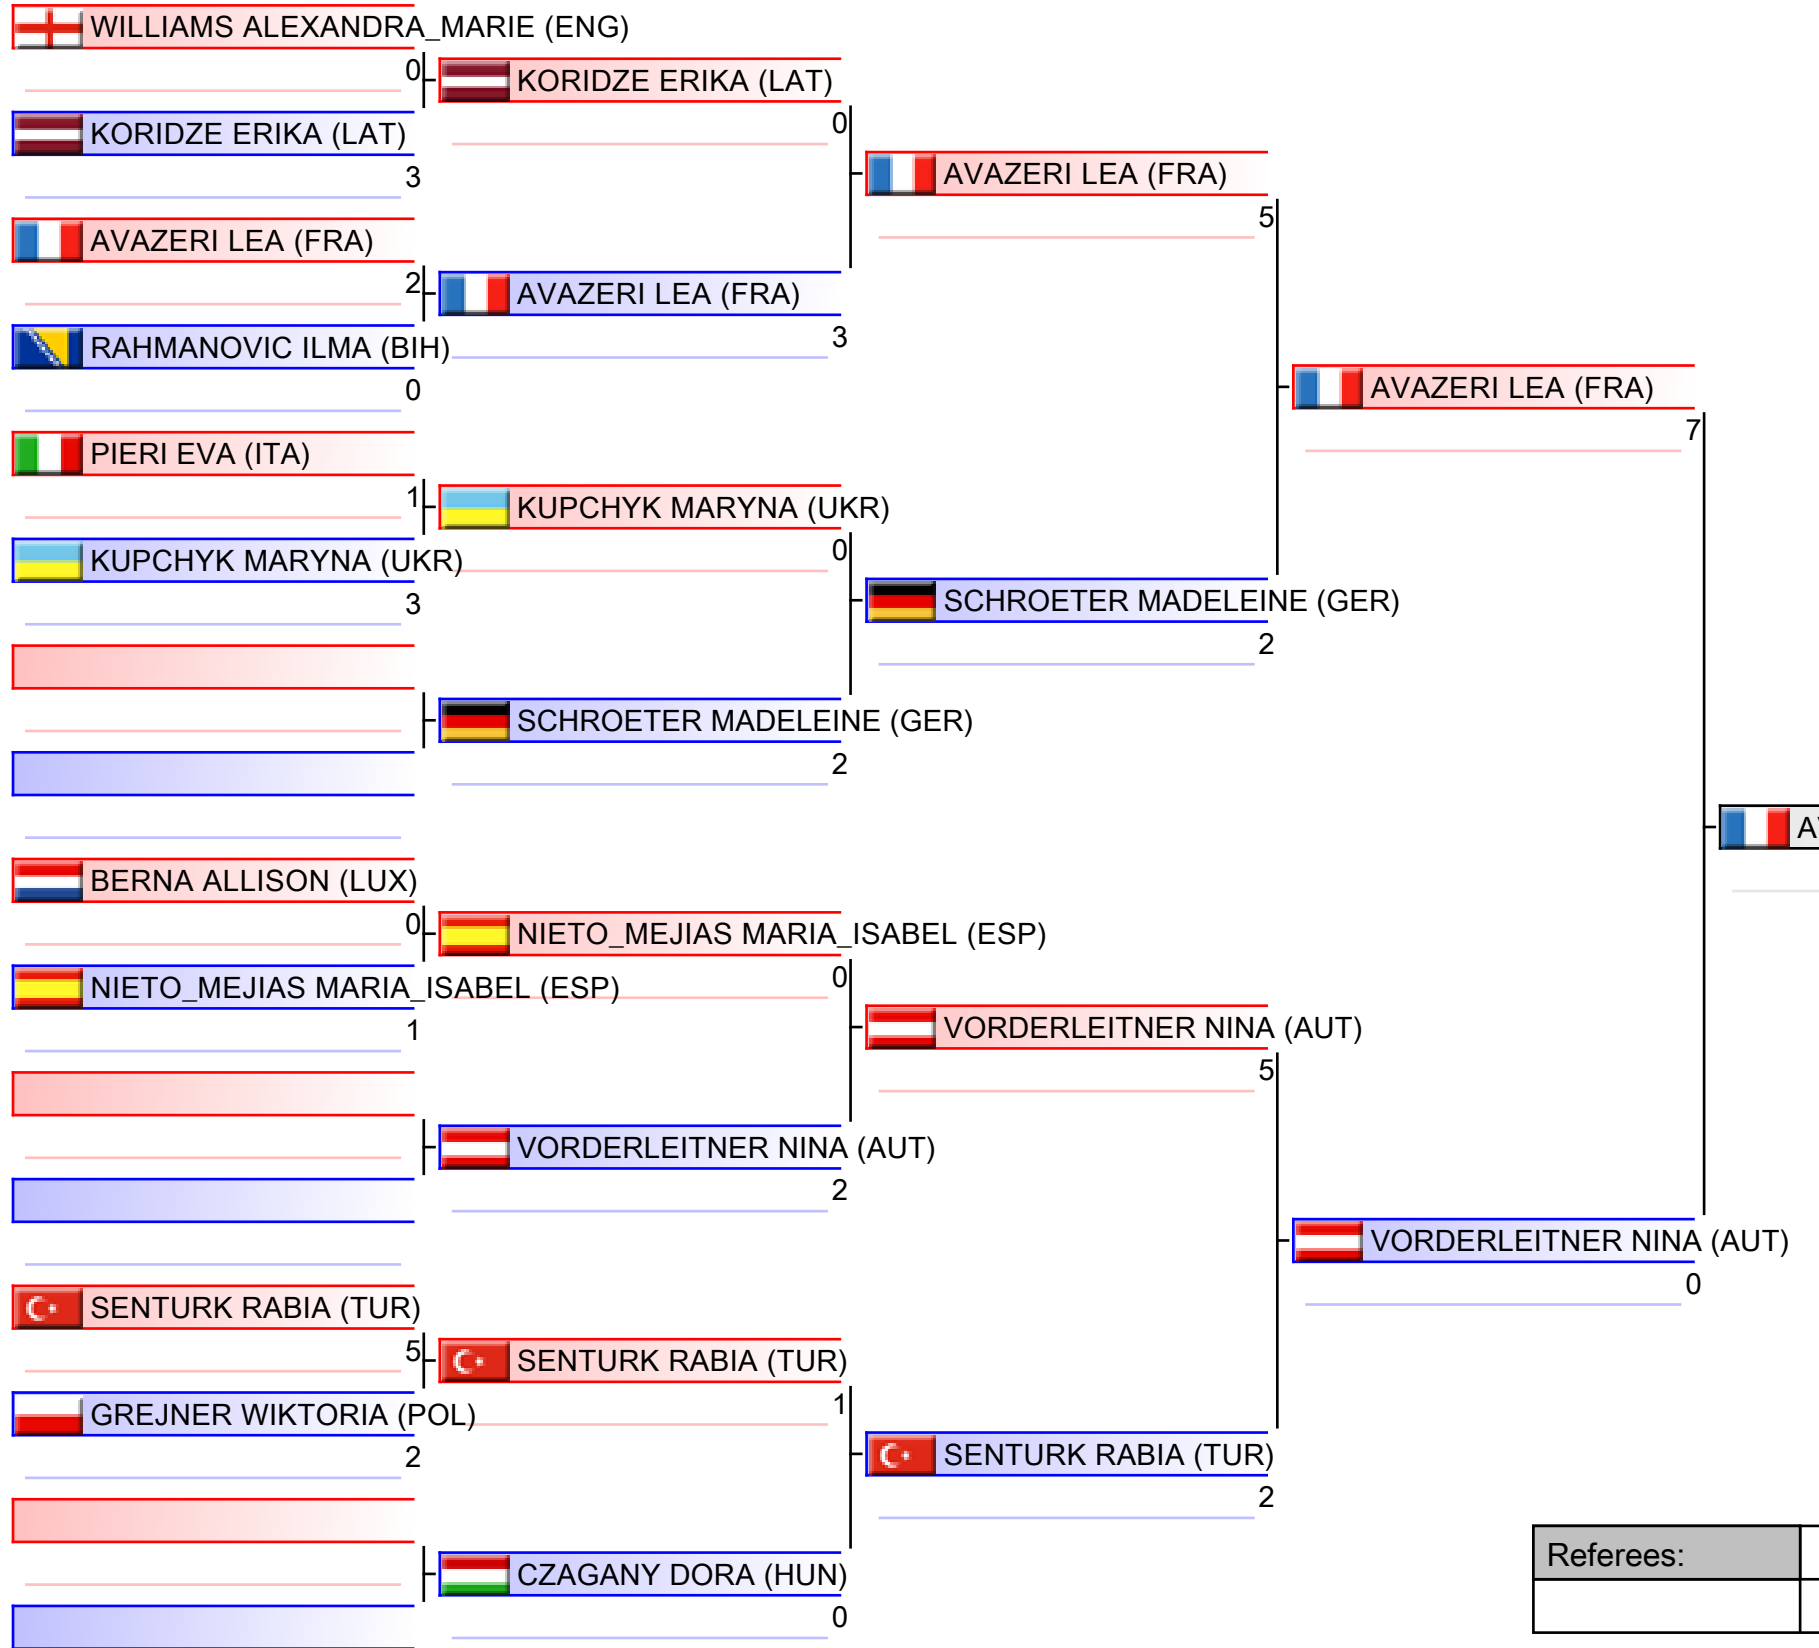 WILLIAMS ALEXANDRA_MARIE (ENG)
0
KORIDZE ERIKA (LAT)
3
AVAZERI LEA (FRA)
2
RAHMANOVIC ILMA (BIH)
0
PIERI EVA (ITA)
1
KUPCHYK MARYNA (UKR)
3
BERNA ALLISON (LUX)
0
NIETO_MEJIAS MARIA_ISABEL (ESP)
1
SENTURK RABIA (TUR)
5
GREJNER WIKTORIA (POL)
2
KORIDZE ERIKA (LAT)
0
AVAZERI LEA (FRA)
3
KUPCHYK MARYNA (UKR)
0
SCHROETER MADELEINE (GER)
2
NIETO_MEJIAS MARIA_ISABEL (ESP)
0
VORDERLEITNER NINA (AUT)
2
SENTURK RABIA (TUR)
1
CZAGANY DORA (HUN)
0
AVAZERI LEA (FRA)
5
SCHROETER MADELEINE (GER)
2
VORDERLEITNER NINA (AUT)
5
SENTURK RABIA (TUR)
2
AVAZERI LEA (FRA)
7
VORDERLEITNER NINA (AUT)
0
Referees: